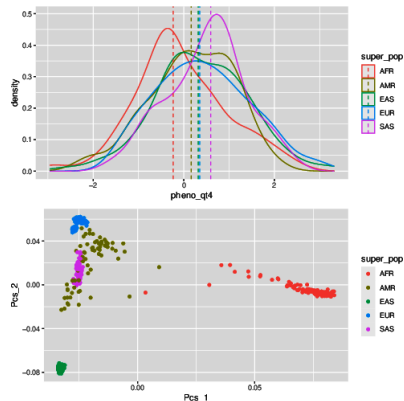 0.5
0.4
0.3
0.2
0.1
0.0
density
-2
0
2
pheno_qt4
super_pop
AFR
AMR
EAS
EUR
SAS
0.04
0.00
-0.04
-0.08
Pcs_2
0.00
0.05
Pcs_1
super_pop
AFR
AMR
EAS
EUR
SAS